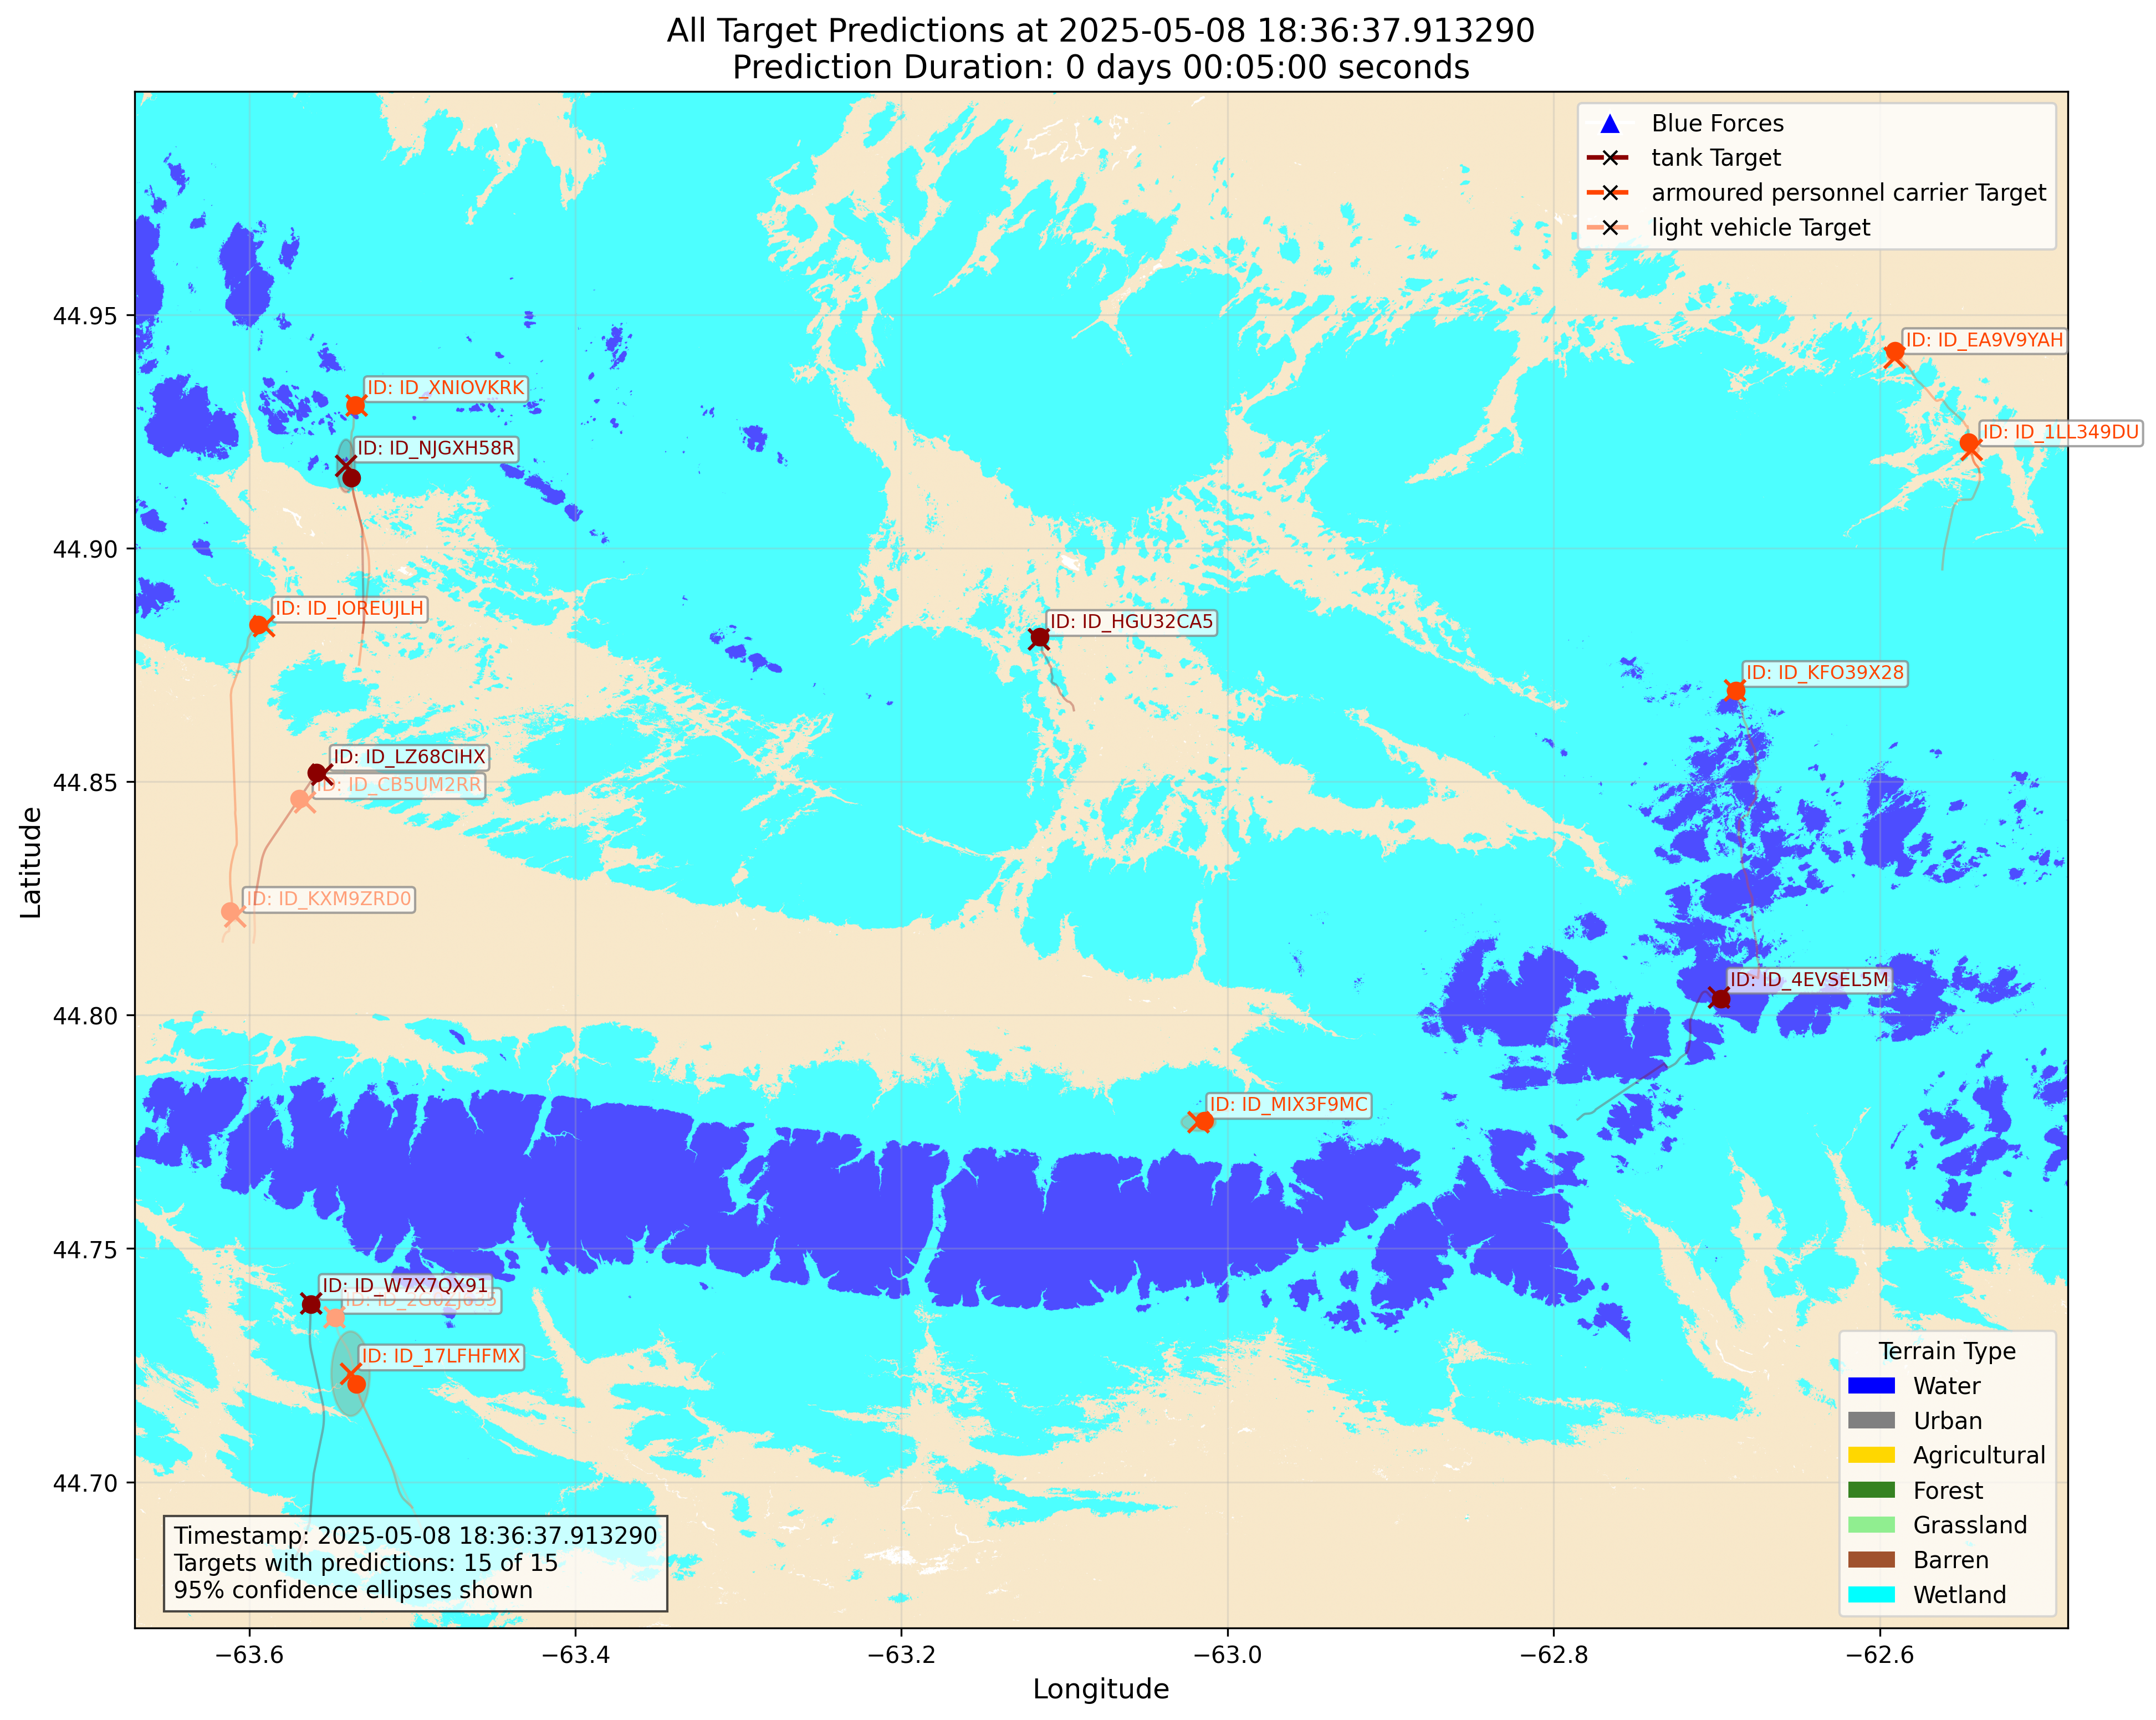 All Target Predictions at 2025-05-08 18:36:37.913290
Prediction Duration: 0 days 00:05:00 seconds
Blue Forces
tank Target
armoured personnel carrier Target
light vehicle Target
ID: ID_EA9V9YAH
ID: ID_XNIOVKRK
ID: ID_1LL349DU
ID: ID_NJGXH58R
ID: ID_IOREUJLH
ID: ID_HGU32CA5
ID: ID_KFO39X28
ID: ID_LZ68CIHX
ID: ID_CB5UM2RR
ID: ID_KXM9ZRD0
ID: ID_4EVSEL5M
ID: ID_MIX3F9MC
ID: ID_W7X7QX91
ID: ID_17LFHFMX
44.95
44.90
44.85
44.80
44.75
44.70
Latitude
Terrain Type
Water
Urban
Agricultural
Forest
Grassland
Barren
Wetland
Timestamp: 2025-05-08 18:36:37.913290
Targets with predictions: 15 of 15
95% confidence ellipses shown
−63.6
−63.4
−63.2
−63.0
−62.8
−62.6
Longitude